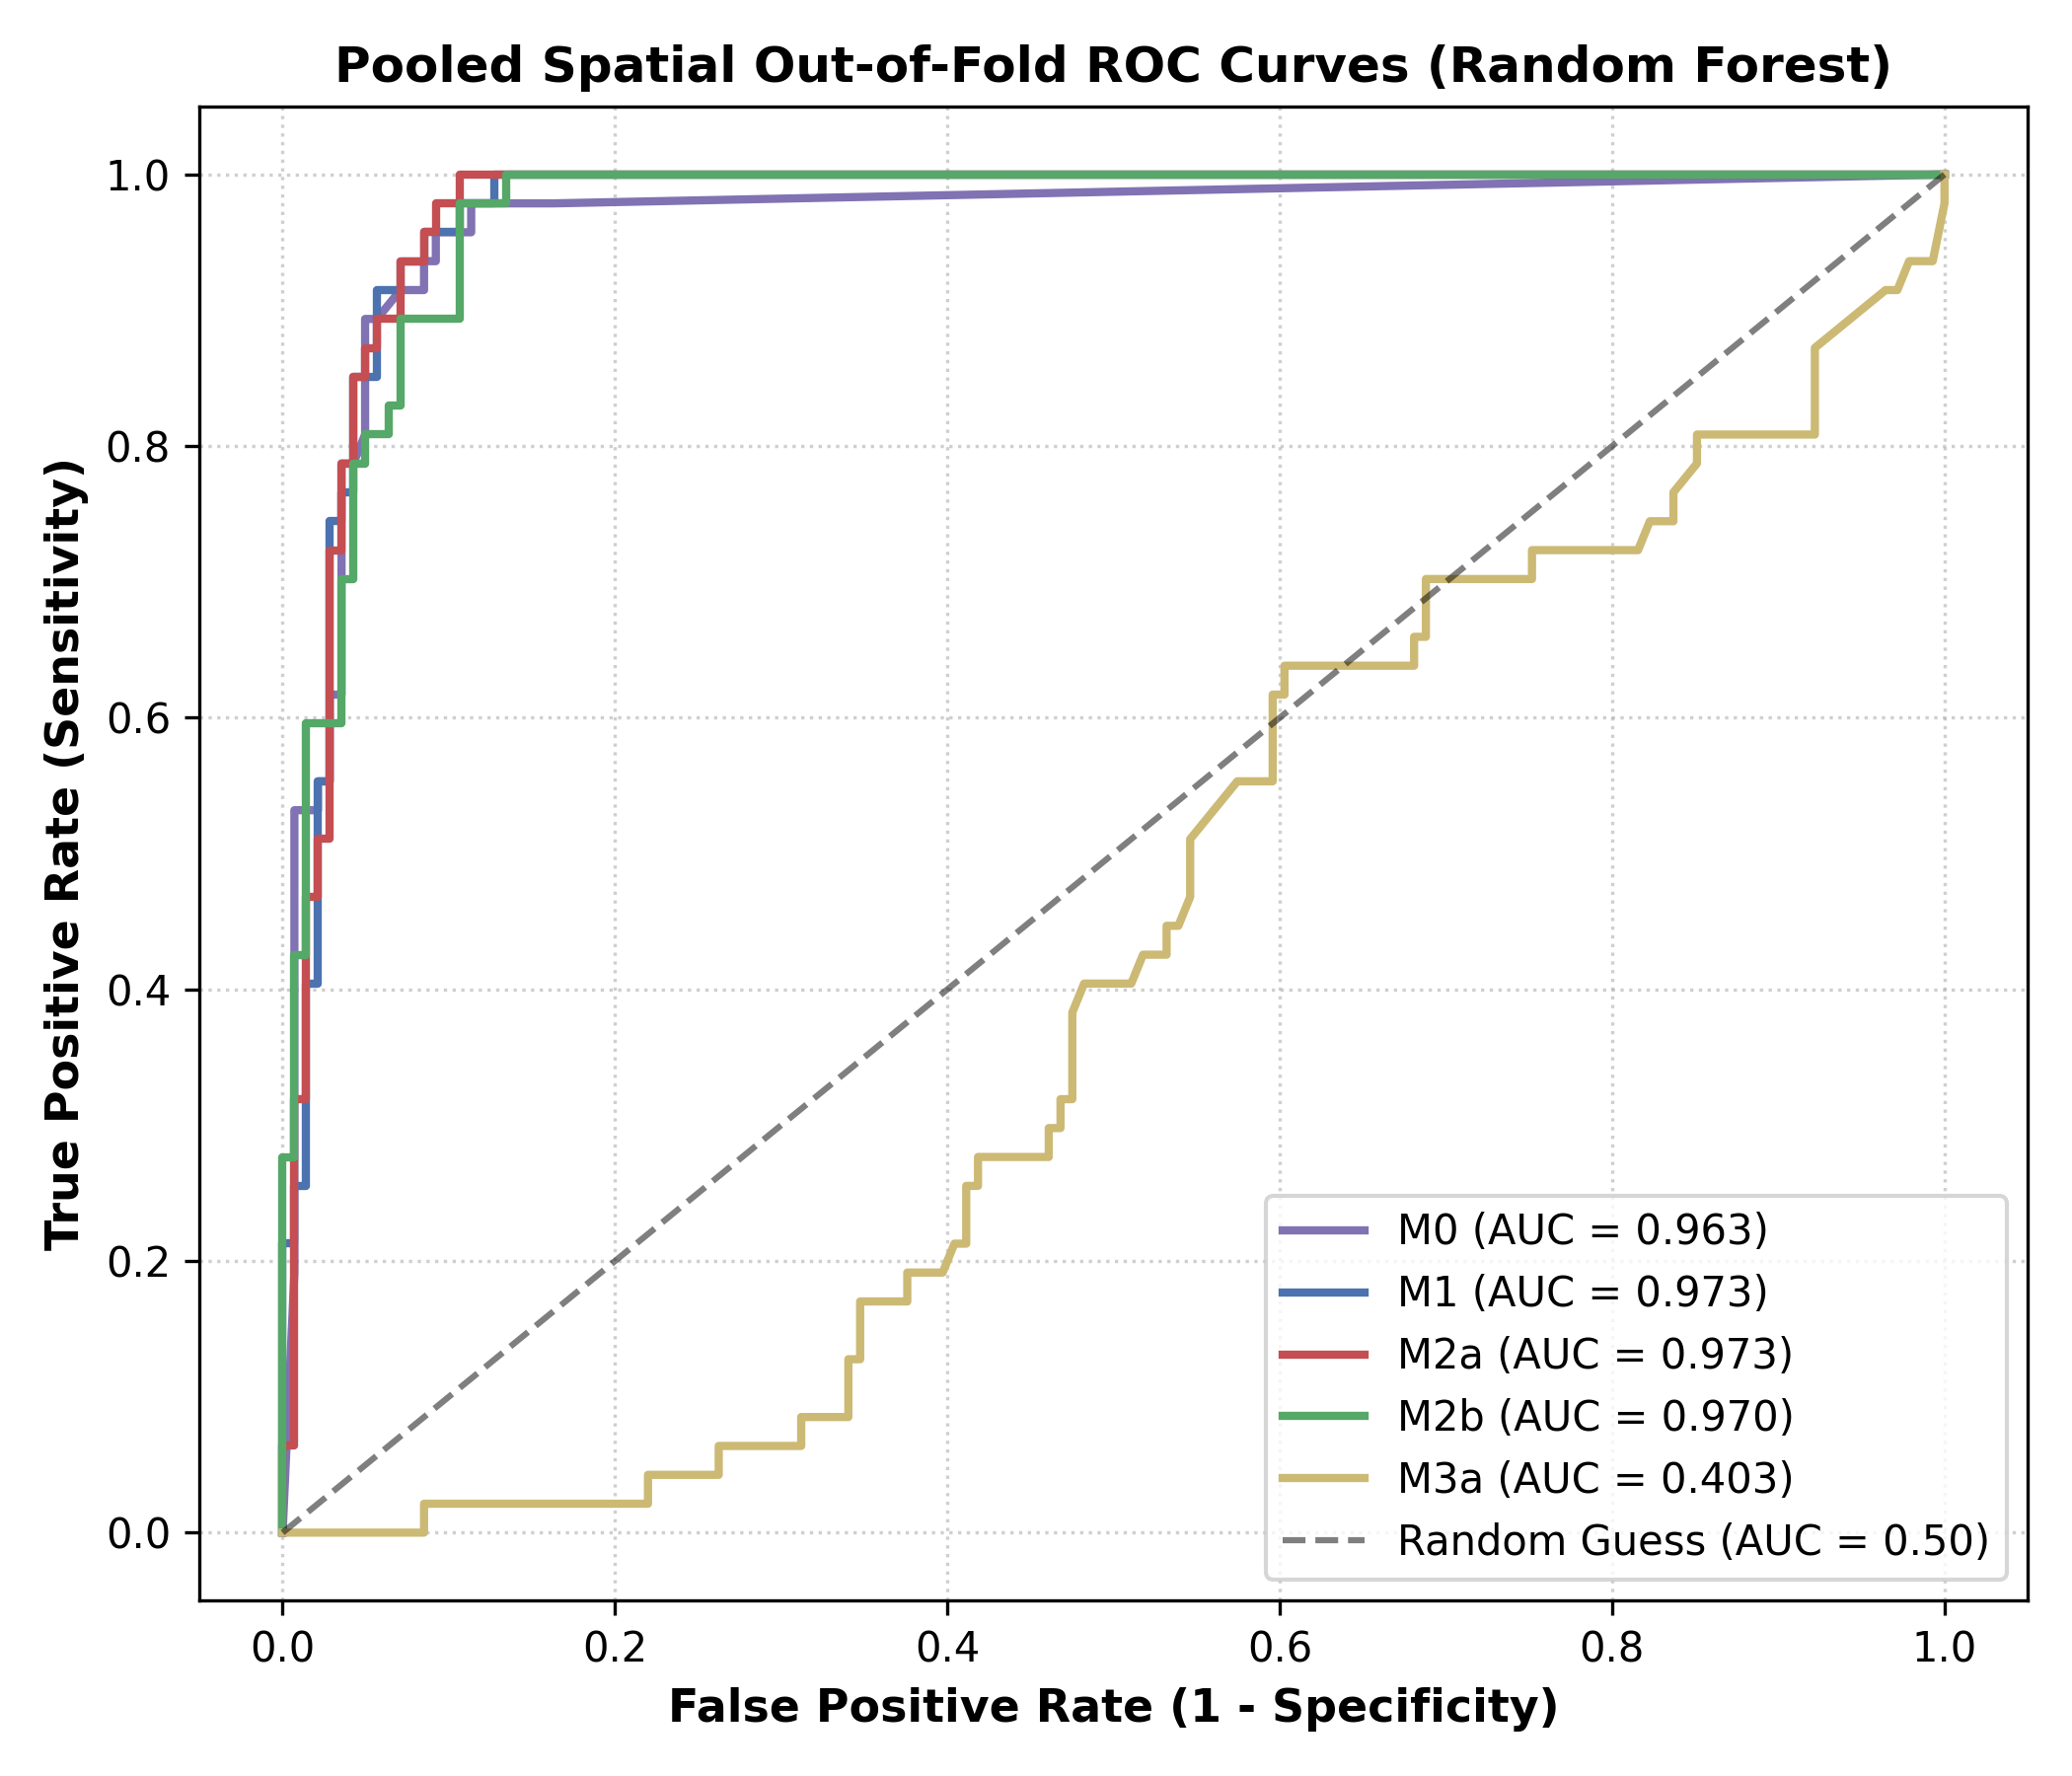 Pooled Spatial Out-of-Fold ROC Curves (Random Forest)
True Positive Rate (Sensitivity)
1.0
0.8
0.6
0.4
0.2
0.0
0.0 0.2 0.4 0.6 0.8 1.0
False Positive Rate (1 - Specificity)
M0 (AUC = 0.963)
M1 (AUC = 0.973)
M2a (AUC = 0.973)
M2b (AUC = 0.970)
M3a (AUC = 0.403)
Random Guess (AUC = 0.50)